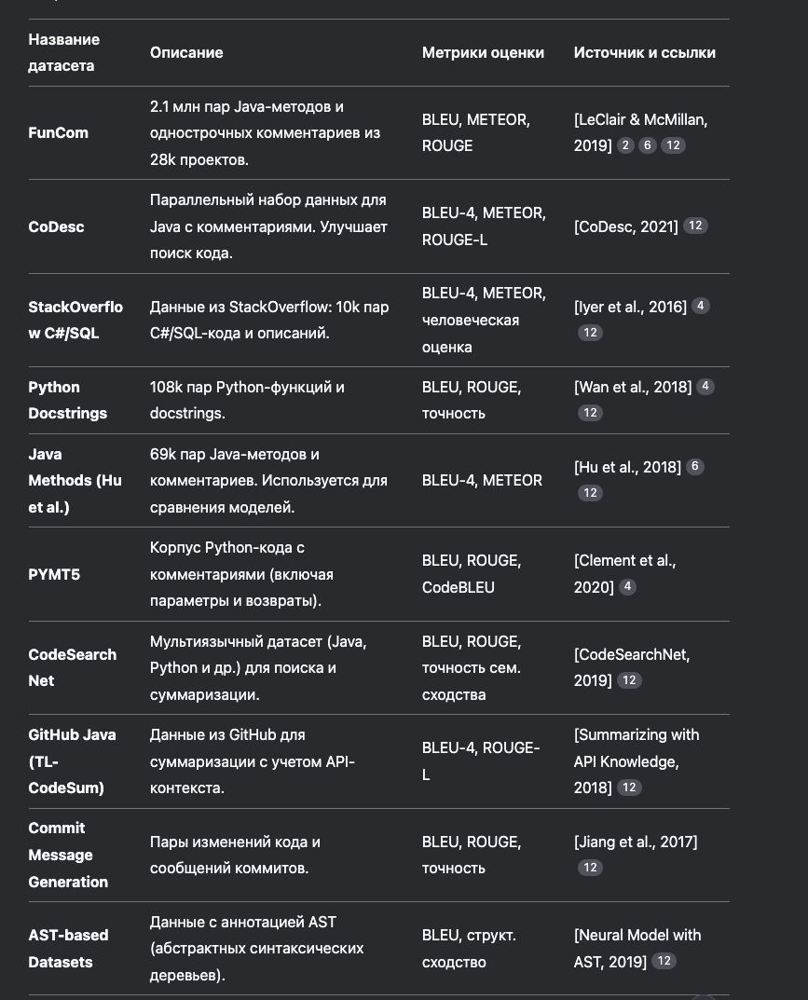 Название
датасета
Описание
Метрики оценки
Источник и ссылки
FunCom
2.1 млн пар Java-методов и
однострочных комментариев из
28k проектов.
BLEU, METEOR,
ROUGE
[LeClair & McMillan,
2019] 2 6 12
CoDesc
Параллельный набор данных для
Java с комментариями. Улучшает
поиск кода.
BLEU-4, METEOR,
ROUGE-L
[CoDesc, 2021] 12
StackOverflo
w C#/SQL
Данные из StackOverflow: 10k пар
C#/SQL-кода и описаний.
BLEU-4, METEOR,
человеческая
оценка
[Iyer et al., 2016] 4
12
Python
Docstrings
108k пар Python-функций и
docstrings.
BLEU, ROUGE,
точность
[Wan et al., 2018] 4
12
Java
Methods (Hu
et al.)
69k пар Java-методов и
комментариев. Используется для
сравнения моделей.
BLEU-4, METEOR
[Hu et al., 2018] 6
12
PYMT5
Корпус Python-кода с
комментариями (включая
параметры и возвраты).
BLEU, ROUGE,
CodeBLEU
[Clement et al.,
2020] 4
CodeSearch
Net
Мультиязычный датасет (Java,
Python и др.) для поиска и
суммаризации.
BLEU, ROUGE,
точность сем.
сходства
[CodeSearchNet,
2019] 12
GitHub Java
(TL-
CodeSum)
Данные из GitHub для
суммаризации с учетом API-
контекста.
BLEU-4, ROUGE-
L
[Summarizing with
API Knowledge,
2018] 12
Commit
Message
Generation
Пары изменений кода и
сообщений коммитов.
BLEU, ROUGE,
точность
[Jiang et al., 2017]
12
AST-based
Datasets
Данные с аннотацией AST
(абстрактных синтаксических
деревьев).
BLEU, структ.
сходство
[Neural Model with
AST, 2019] 12